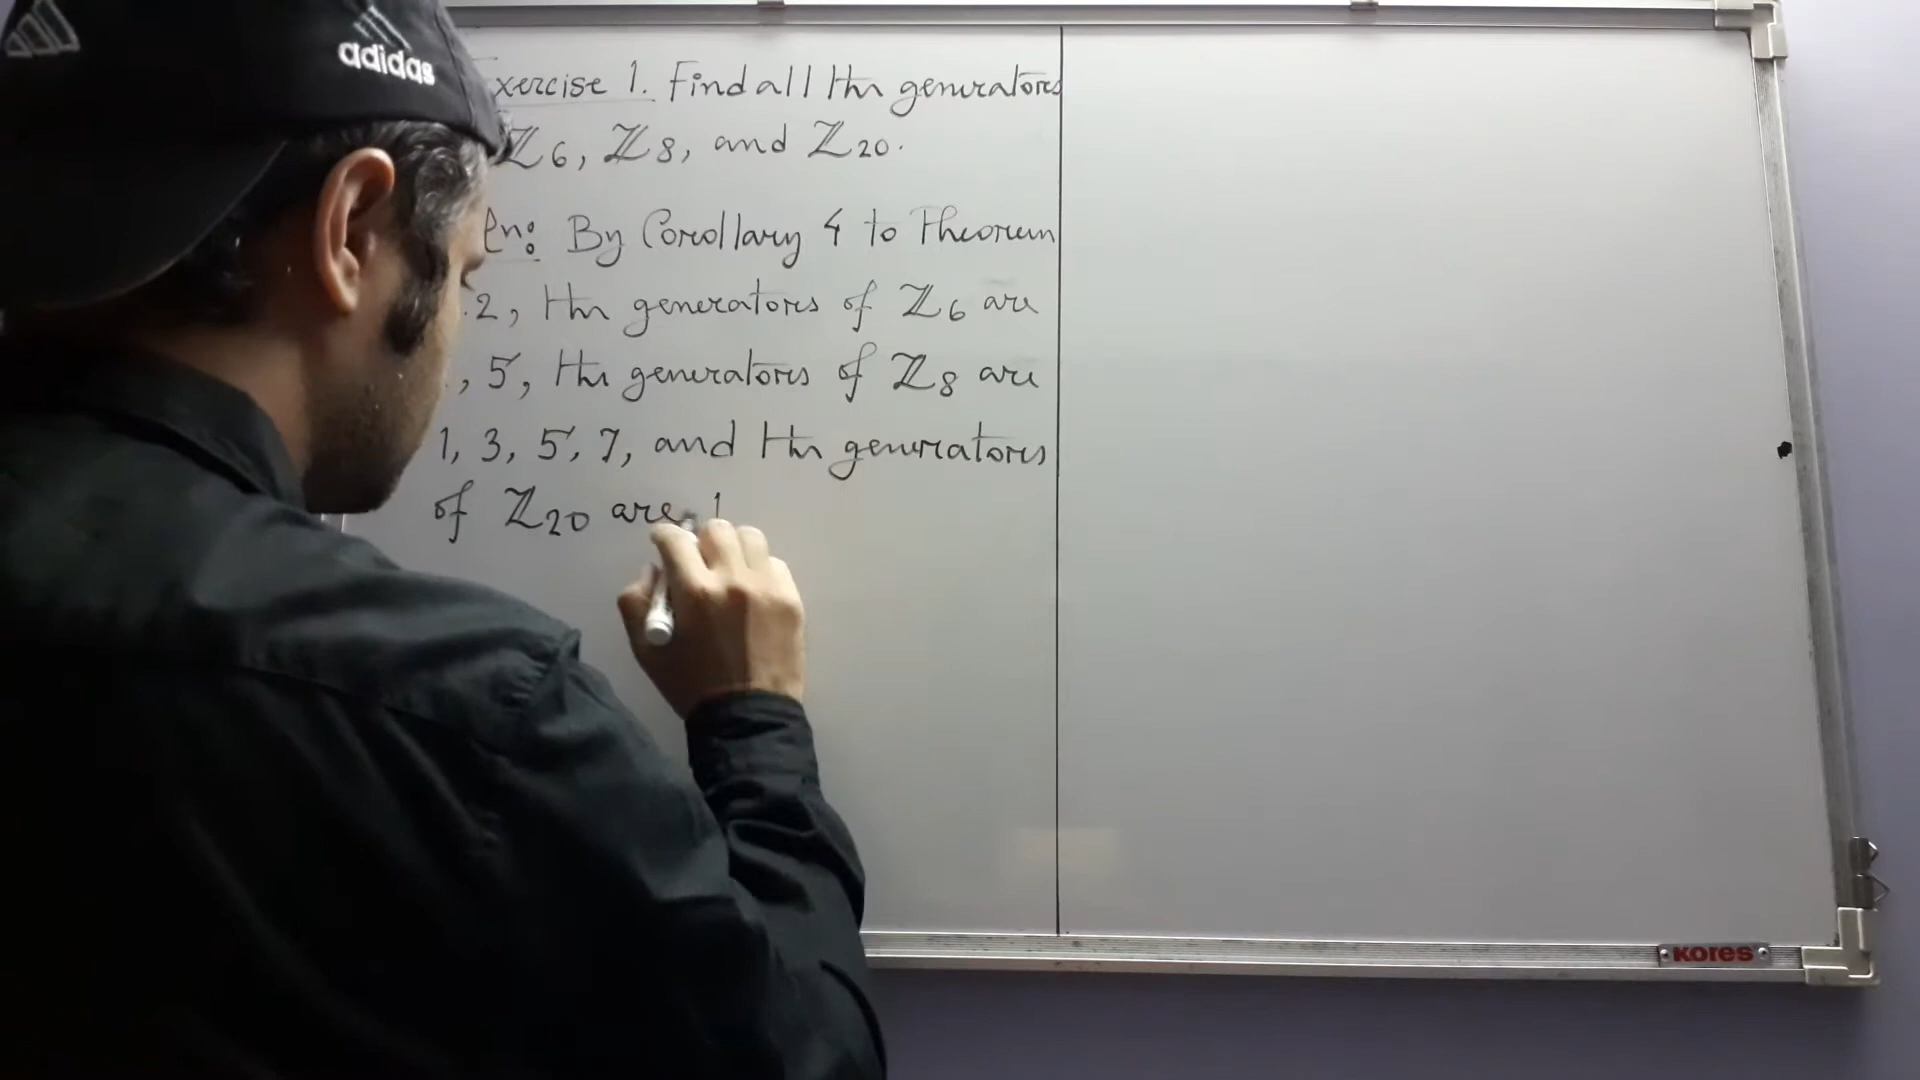 adidas
xercise 1. Find all the generators
Z6, Z8, and Z20.
ln: By Corollary 4 to Theorem
.2, the generators of Z6 are
, 5, the generators of Z8 are
1, 3, 5, 7, and the generators
of Z20 are 1
KORES